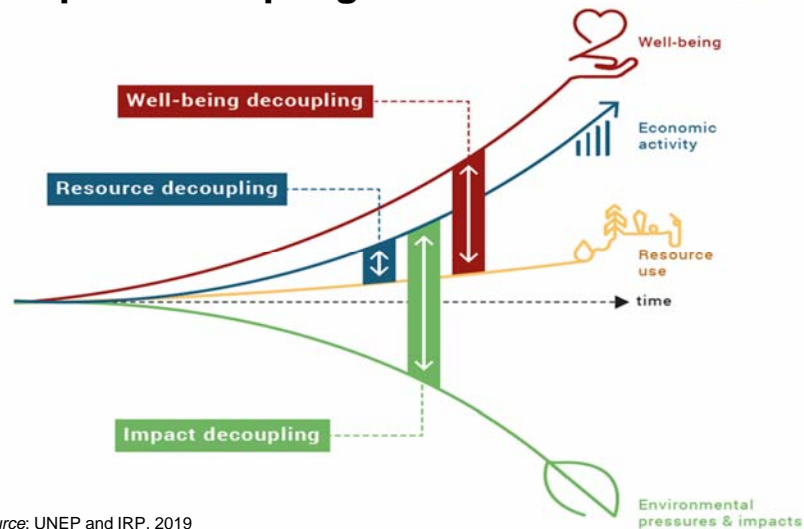 Well-being
Well-being decoupling
Economic
activity
Resource decoupling
Resource
use
time
Impact decoupling
Environmental
pressures & impacts
urce: UNEP and IRP, 2019